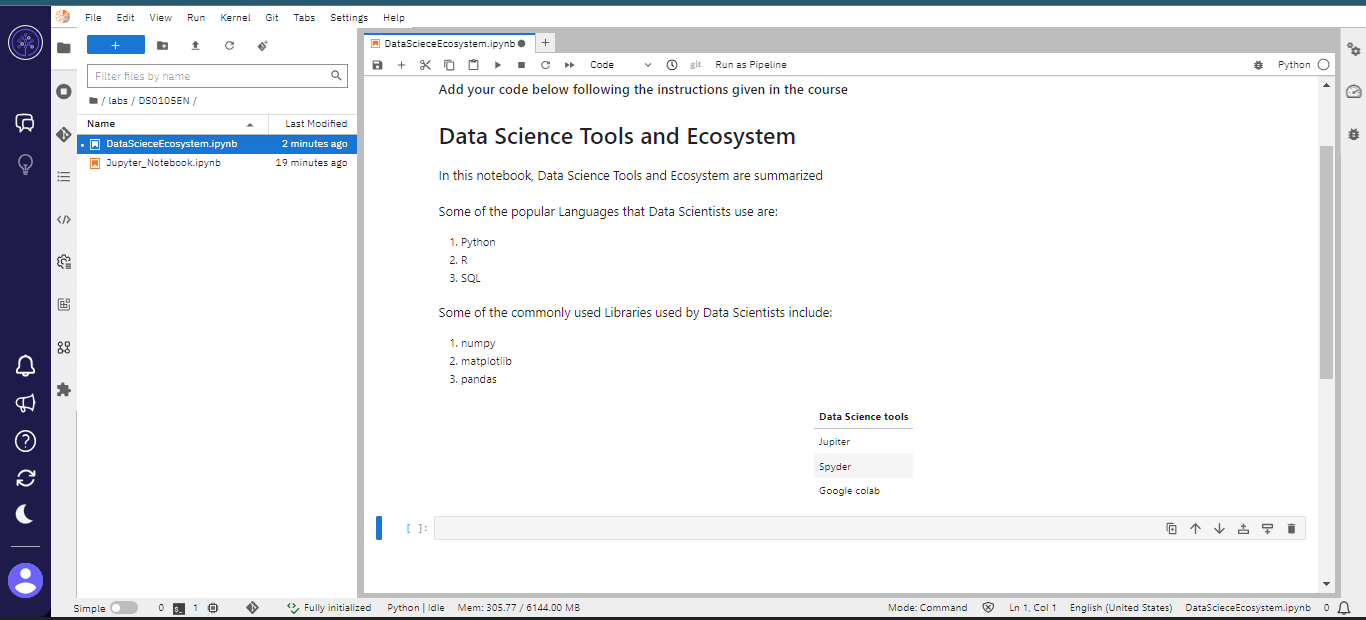 File Edit View Run Kernel Git Tabs Settings Help
+
Filter files by name
/ labs / DS0105EN /
Name Last Modified
DataScieceEcosystem.ipynb 2 minutes ago
Jupyter_Notebook.ipynb 19 minutes ago
DataScieceEcosystem.ipynb
Code git Run as Pipeline Python
Add your code below following the instructions given in the course
Data Science Tools and Ecosystem
In this notebook, Data Science Tools and Ecosystem are summarized
Some of the popular Languages that Data Scientists use are:
1. Python
2. R
3. SQL
Some of the commonly used Libraries used by Data Scientists include:
1. numpy
2. matplotlib
3. pandas
Data Science tools
Jupiter
Spyder
Google colab
[ ]:
Simple 0 1 Fully initialized Python | Idle Mem: 305.77 / 6144.00 MB Mode: Command Ln 1, Col 1 English (United States) DataScieceEcosystem.ipynb 0